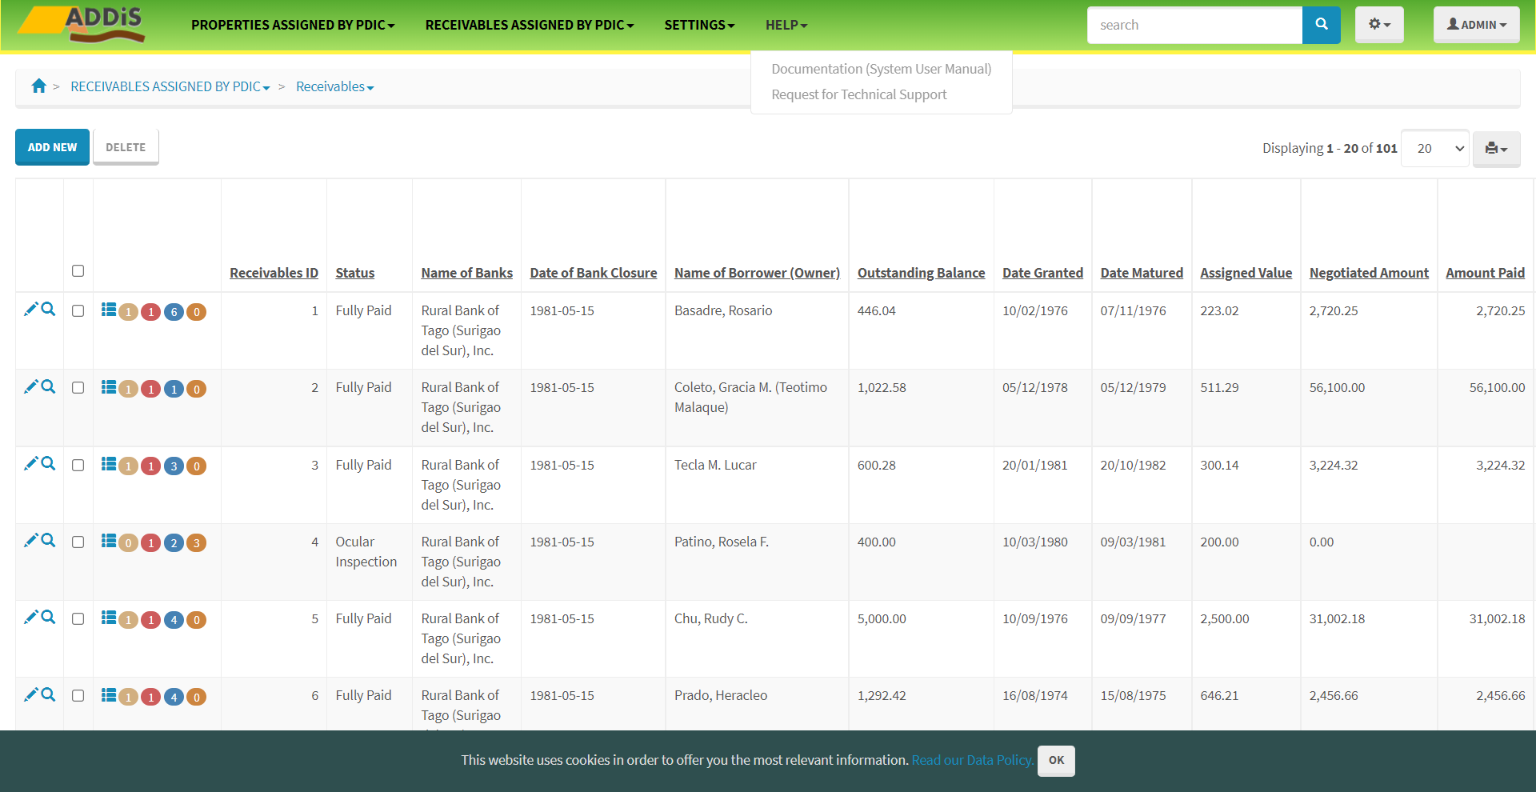 ADDiS
PROPERTIES ASSIGNED BY PDIC RECEIVABLES ASSIGNED BY PDIC SETTINGS HELP search ADMIN
Documentation (System User Manual)
Request for Technical Support
> RECEIVABLES ASSIGNED BY PDIC > Receivables
ADD NEW DELETE Displaying 1 - 20 of 101 20
Receivables ID Status Name of Banks Date of Bank Closure Name of Borrower (Owner) Outstanding Balance Date Granted Date Matured Assigned Value Negotiated Amount Amount Paid
1 1 6 0 1 Fully Paid Rural Bank of 1981-05-15 Basadre, Rosario 446.04 10/02/1976 07/11/1976 223.02 2,720.25 2,720.25
Tago (Surigao
del Sur), Inc.
1 1 1 0 2 Fully Paid Rural Bank of 1981-05-15 Coleto, Gracia M. (Teotimo 1,022.58 05/12/1978 05/12/1979 511.29 56,100.00 56,100.00
Tago (Surigao Malaque)
del Sur), Inc.
1 1 3 0 3 Fully Paid Rural Bank of 1981-05-15 Tecla M. Lucar 600.28 20/01/1981 20/10/1982 300.14 3,224.32 3,224.32
Tago (Surigao
del Sur), Inc.
0 1 2 3 4 Ocular Rural Bank of 1981-05-15 Patino, Rosela F. 400.00 10/03/1980 09/03/1981 200.00 0.00
Inspection Tago (Surigao
del Sur), Inc.
1 1 4 0 5 Fully Paid Rural Bank of 1981-05-15 Chu, Rudy C. 5,000.00 10/09/1976 09/09/1977 2,500.00 31,002.18 31,002.18
Tago (Surigao
del Sur), Inc.
1 1 4 0 6 Fully Paid Rural Bank of 1981-05-15 Prado, Heracleo 1,292.42 16/08/1974 15/08/1975 646.21 2,456.66 2,456.66
Tago (Surigao
This website uses cookies in order to offer you the most relevant information. Read our Data Policy. OK